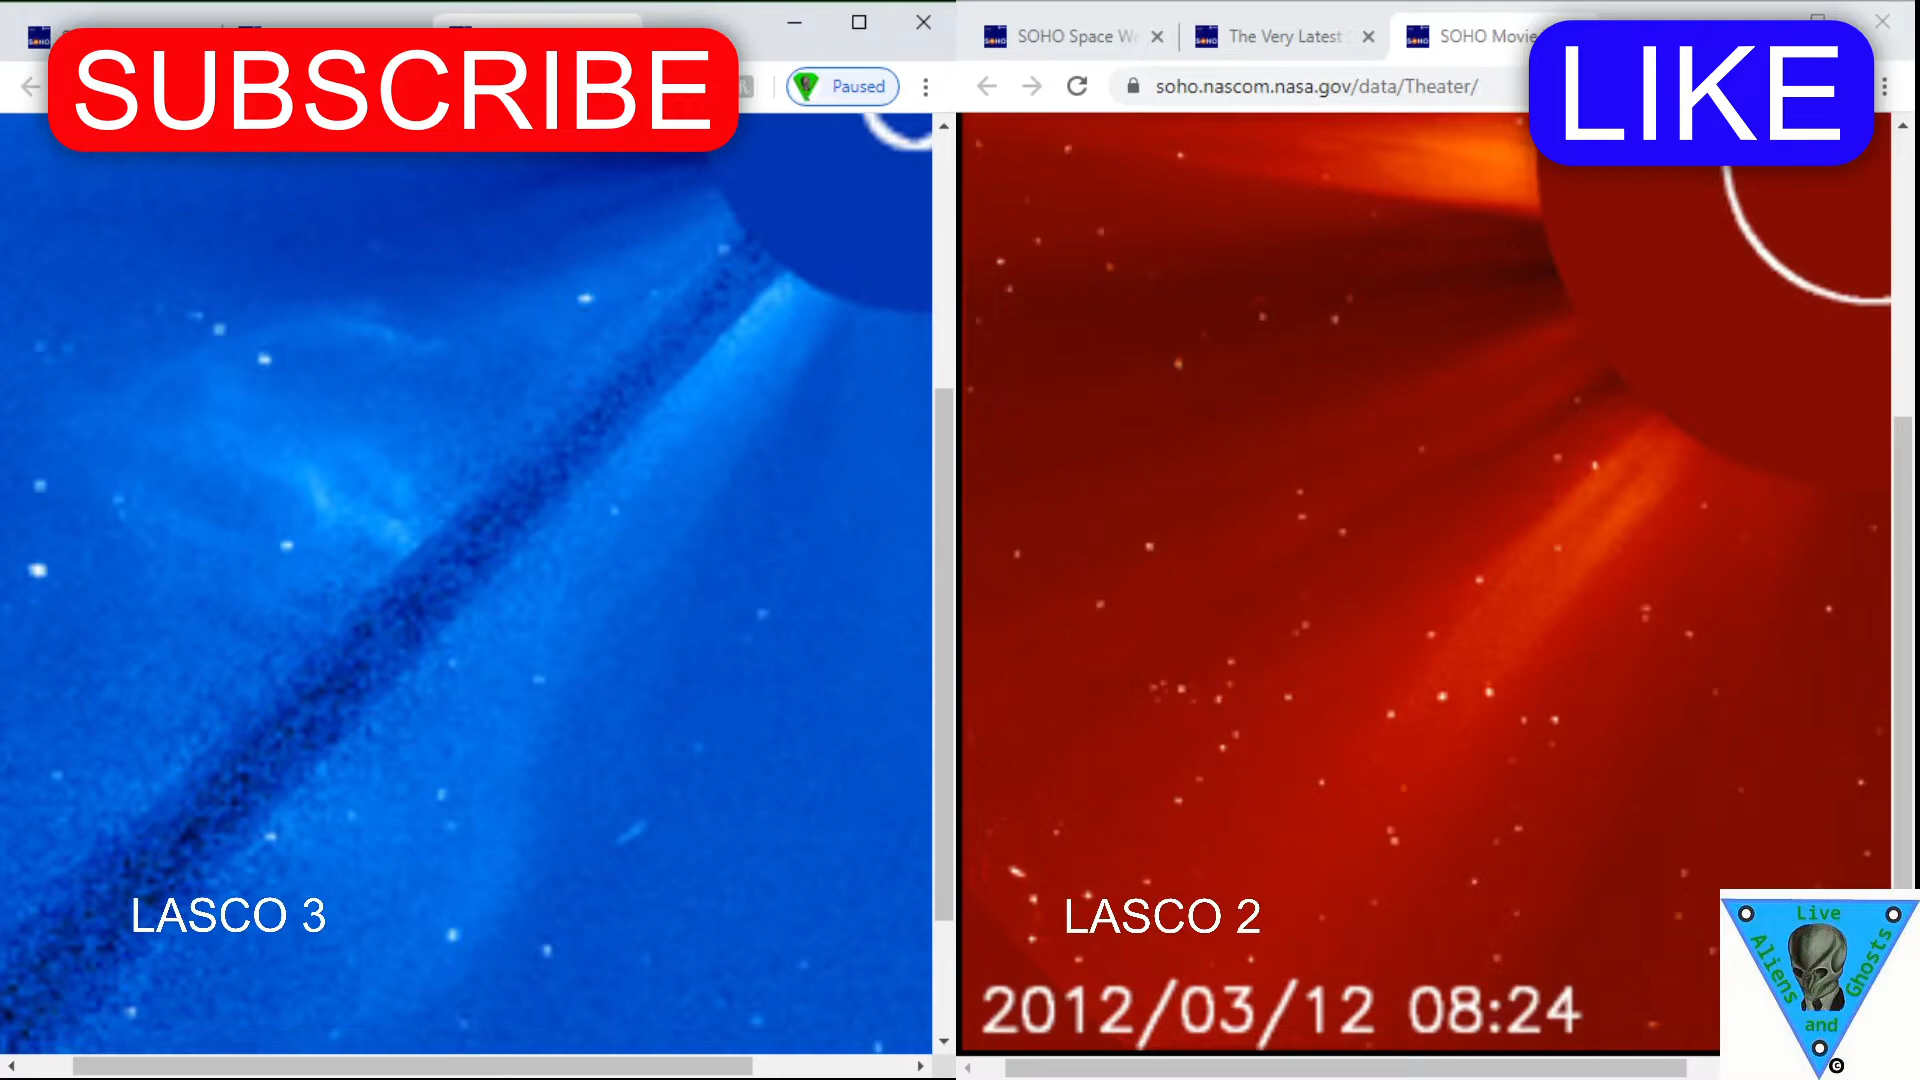 SUBSCRIBE
Paused
SOHO Space W
The Very Latest
SOHO Movie
soho.nascom.nasa.gov/data/Theater/
LIKE
LASCO 3
LASCO 2
2012/03/12 08:24
Live
Aliens
Ghosts
and